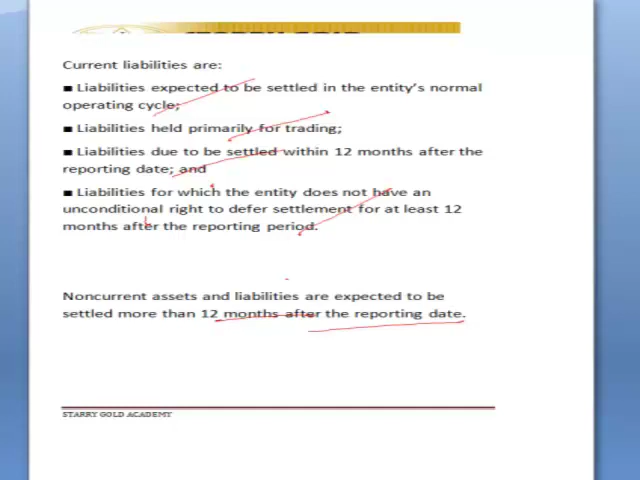 STARRY GOLD
Current liabilities are:
■ Liabilities expected to be settled in the entity's normal
operating cycle;
■ Liabilities held primarily for trading;
■ Liabilities due to be settled within 12 months after the
reporting date; and
■ Liabilities for which the entity does not have an
unconditional right to defer settlement for at least 12
months after the reporting period.
Noncurrent assets and liabilities are expected to be
settled more than 12 months after the reporting date.
STARRY GOLD ACADEMY